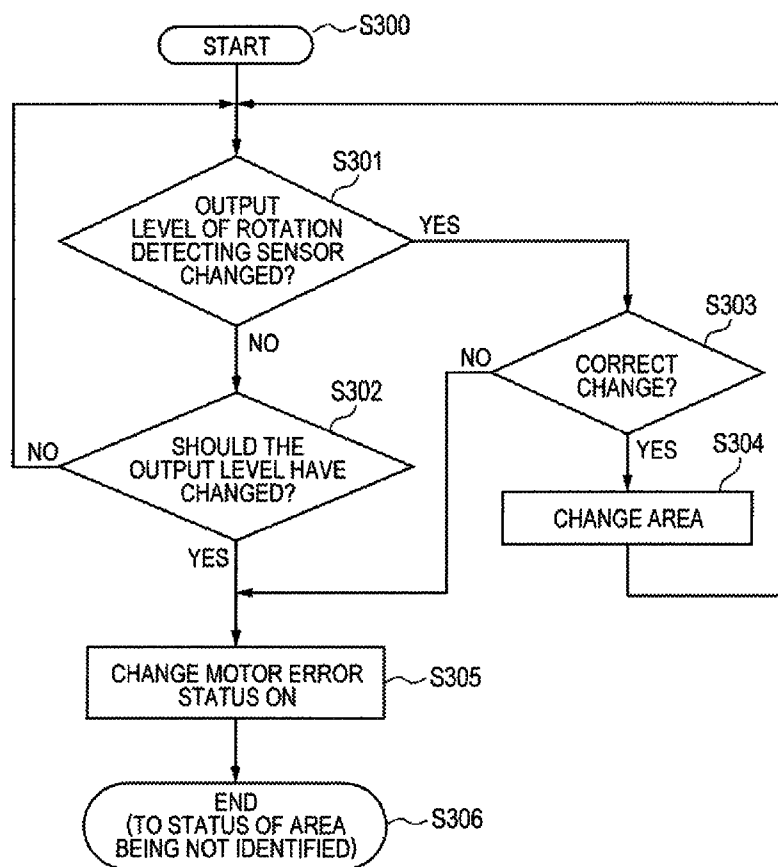 START
S300
S301
OUTPUT
LEVEL OF ROTATION
DETECTING SENSOR
CHANGED?
YES
NO
S303
CORRECT
CHANGE?
NO
YES
S302
SHOULD THE
OUTPUT LEVEL HAVE
CHANGED?
NO
YES
S304
CHANGE AREA
CHANGE MOTOR ERROR
STATUS ON
S305
END
(TO STATUS OF AREA
BEING NOT IDENTIFIED)
S306